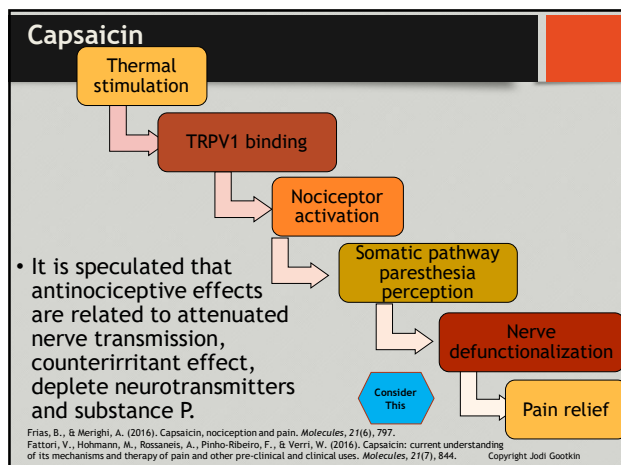 Capsaicin
Thermal
stimulation
TRPV1 binding
Nociceptor
activation
Somatic pathway
paresthesia
perception
Nerve
defunctionalization
Pain relief
• It is speculated that
antinociceptive effects
are related to attenuated
nerve transmission,
counterirritant effect,
deplete neurotransmitters
and substance P.
Consider
This
Frias, B., & Merighi, A. (2016). Capsaicin, nociception and pain. Molecules, 21(6), 797.
Fattori, V., Hohmann, M., Rossaneis, A., Pinho-Ribeiro, F., & Verri, W. (2016). Capsaicin: current understanding
of its mechanisms and therapy of pain and other pre-clinical and clinical uses. Molecules, 21(7), 844.
Copyright Jodi Gootkin